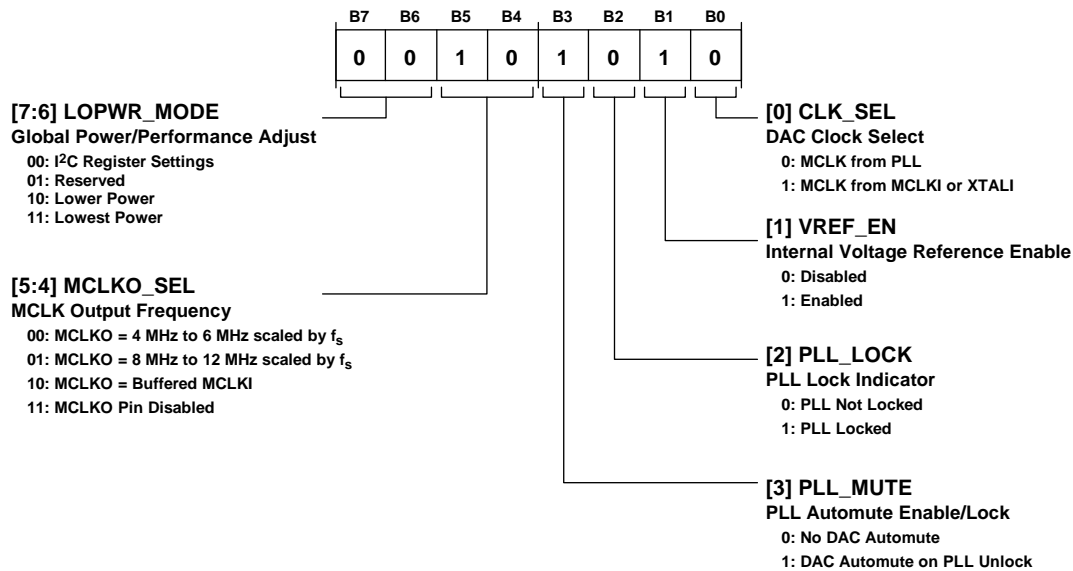 B7 B6 B5 B4 B3 B2 B1 B0
0 0 1 0 1 0 1 0
[7:6] LOPWR_MODE
Global Power/Performance Adjust
00: I2C Register Settings
01: Reserved
10: Lower Power
11: Lowest Power
[5:4] MCLKO_SEL
MCLK Output Frequency
00: MCLKO = 4 MHz to 6 MHz scaled by fs
01: MCLKO = 8 MHz to 12 MHz scaled by fs
10: MCLKO = Buffered MCLKI
11: MCLKO Pin Disabled
[0] CLK_SEL
DAC Clock Select
0: MCLK from PLL
1: MCLK from MCLKI or XTALI
[1] VREF_EN
Internal Voltage Reference Enable
0: Disabled
1: Enabled
[2] PLL_LOCK
PLL Lock Indicator
0: PLL Not Locked
1: PLL Locked
[3] PLL_MUTE
PLL Automute Enable/Lock
0: No DAC Automute
1: DAC Automute on PLL Unlock